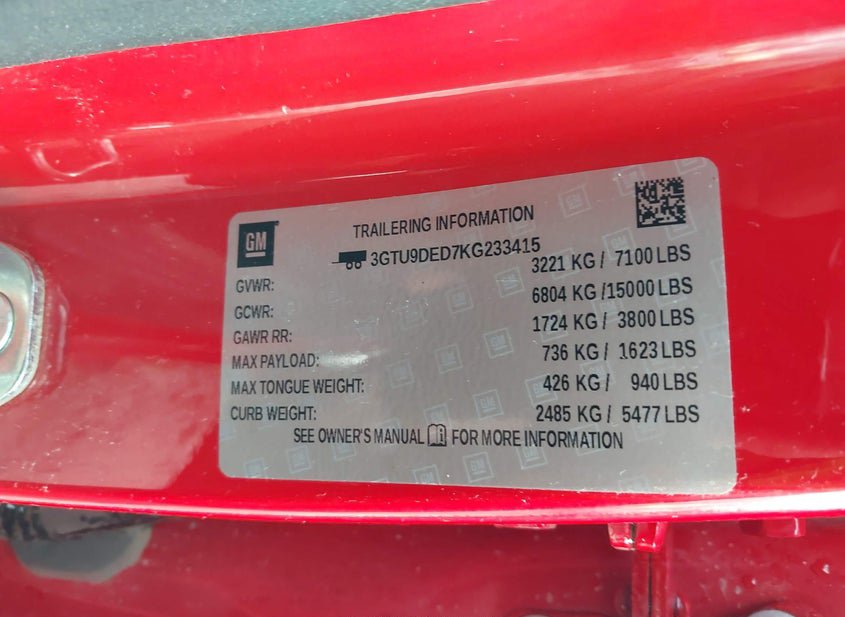 GM
TRAILERING INFORMATION
3GTU9DED7KG233415
GVWR: 3221 KG / 7100 LBS
GCWR: 6804 KG /15000 LBS
GAWR RR: 1724 KG / 3800 LBS
MAX PAYLOAD: 736 KG / 1623 LBS
MAX TONGUE WEIGHT: 426 KG / 940 LBS
CURB WEIGHT: 2485 KG / 5477 LBS
SEE OWNER'S MANUAL FOR MORE INFORMATION